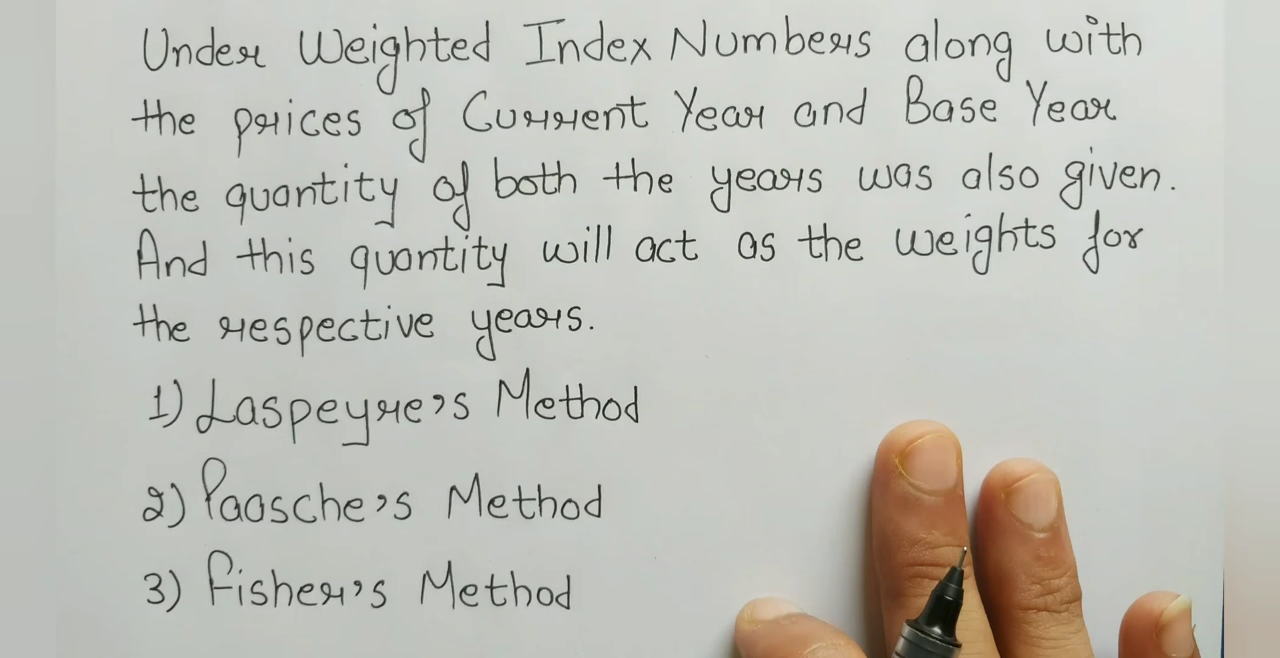 Under Weighted Index Numbers along with
the prices of Current Year and Base Year
the quantity of both the years was also given.
And this quantity will act as the weights for
the respective years.
1) Laspeyre's Method
2) Paasche's Method
3) Fisher's Method